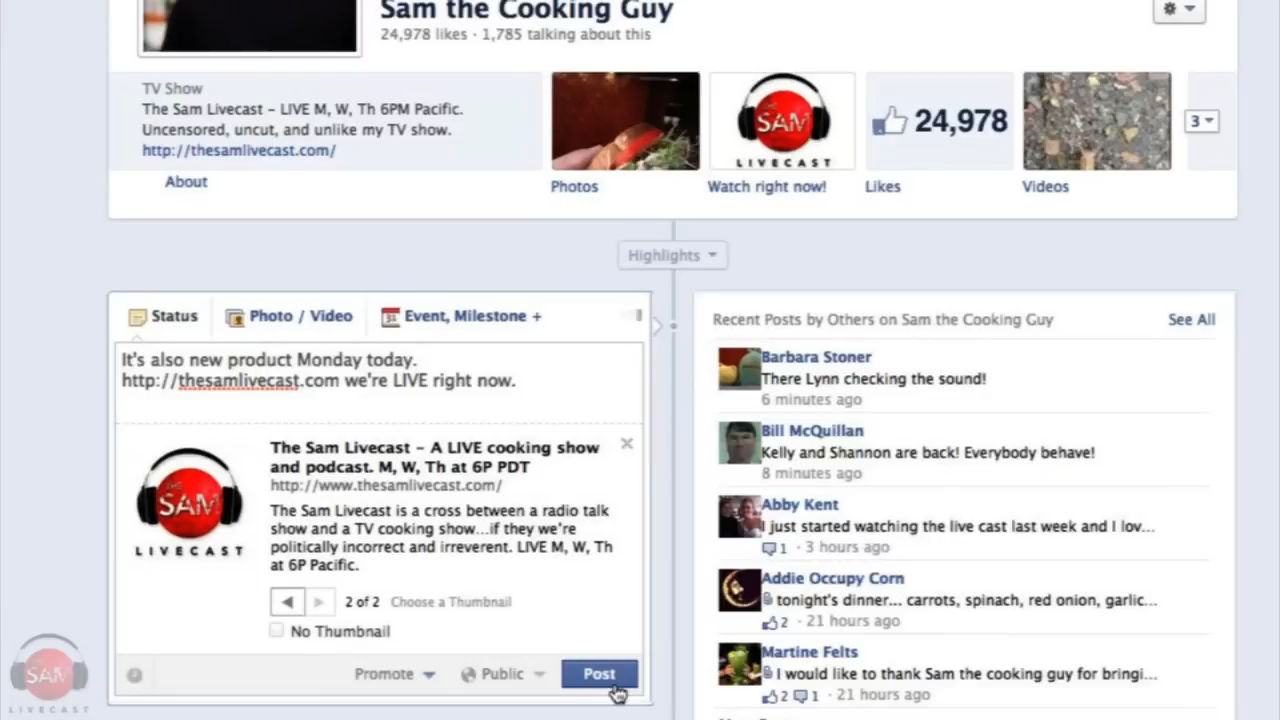 Sam the Cooking Guy
24,978 likes · 1,785 talking about this
TV Show
The Sam Livecast – LIVE M, W, Th 6PM Pacific.
Uncensored, uncut, and unlike my TV show.
http://thesamlivecast.com/
About
THE
SAM
LIVECAST
24,978
3
Photos
Watch right now!
Likes
Videos
Highlights
Status
Photo / Video
31
Event, Milestone +
It's also new product Monday today.
http://thesamlivecast.com we're LIVE right now.
THE
SAM
LIVECAST
The Sam Livecast – A LIVE cooking show
and podcast. M, W, Th at 6P PDT
http://www.thesamlivecast.com/
The Sam Livecast is a cross between a radio talk
show and a TV cooking show...if they're
politically incorrect and irreverent. LIVE M, W, Th
at 6P Pacific.
2 of 2 Choose a Thumbnail
No Thumbnail
Promote
Public
Post
Recent Posts by Others on Sam the Cooking Guy
See All
Barbara Stoner
There Lynn checking the sound!
6 minutes ago
Bill McQuillan
Kelly and Shannon are back! Everybody behave!
8 minutes ago
Abby Kent
I just started watching the live cast last week and I lov...
1 · 3 hours ago
Addie Occupy Corn
tonight's dinner... carrots, spinach, red onion, garlic...
2 · 21 hours ago
Martine Felts
I would like to thank Sam the cooking guy for bringi...
2 1 · 21 hours ago
SAM
LIVECAST